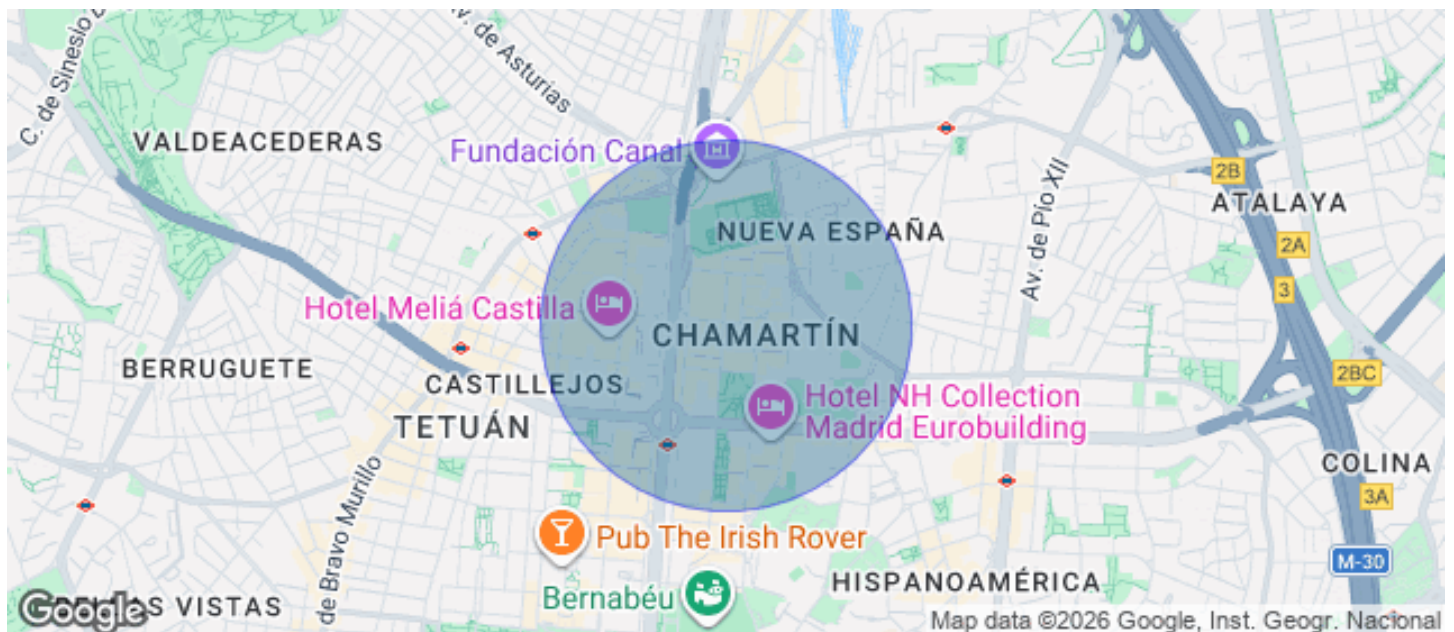 C. de Sinesio D
Av. de Asturias
VALDEACEDERAS
Fundación Canal
Av. de Pío XII
2B
ATALAYA
NUEVA ESPAÑA
2A
3
Hotel Meliá Castilla
CHAMARTÍN
BERRUGUETE
CASTILLEJOS
2BC
Hotel NH Collection
Madrid Eurobuilding
TETUÁN
COLINA
3A
de Bravo Murillo
Pub The Irish Rover
M-30
HISPANOAMÉRICA
Bernabéu
VISTAS
Google
Map data ©2026 Google, Inst. Geogr. Nacional